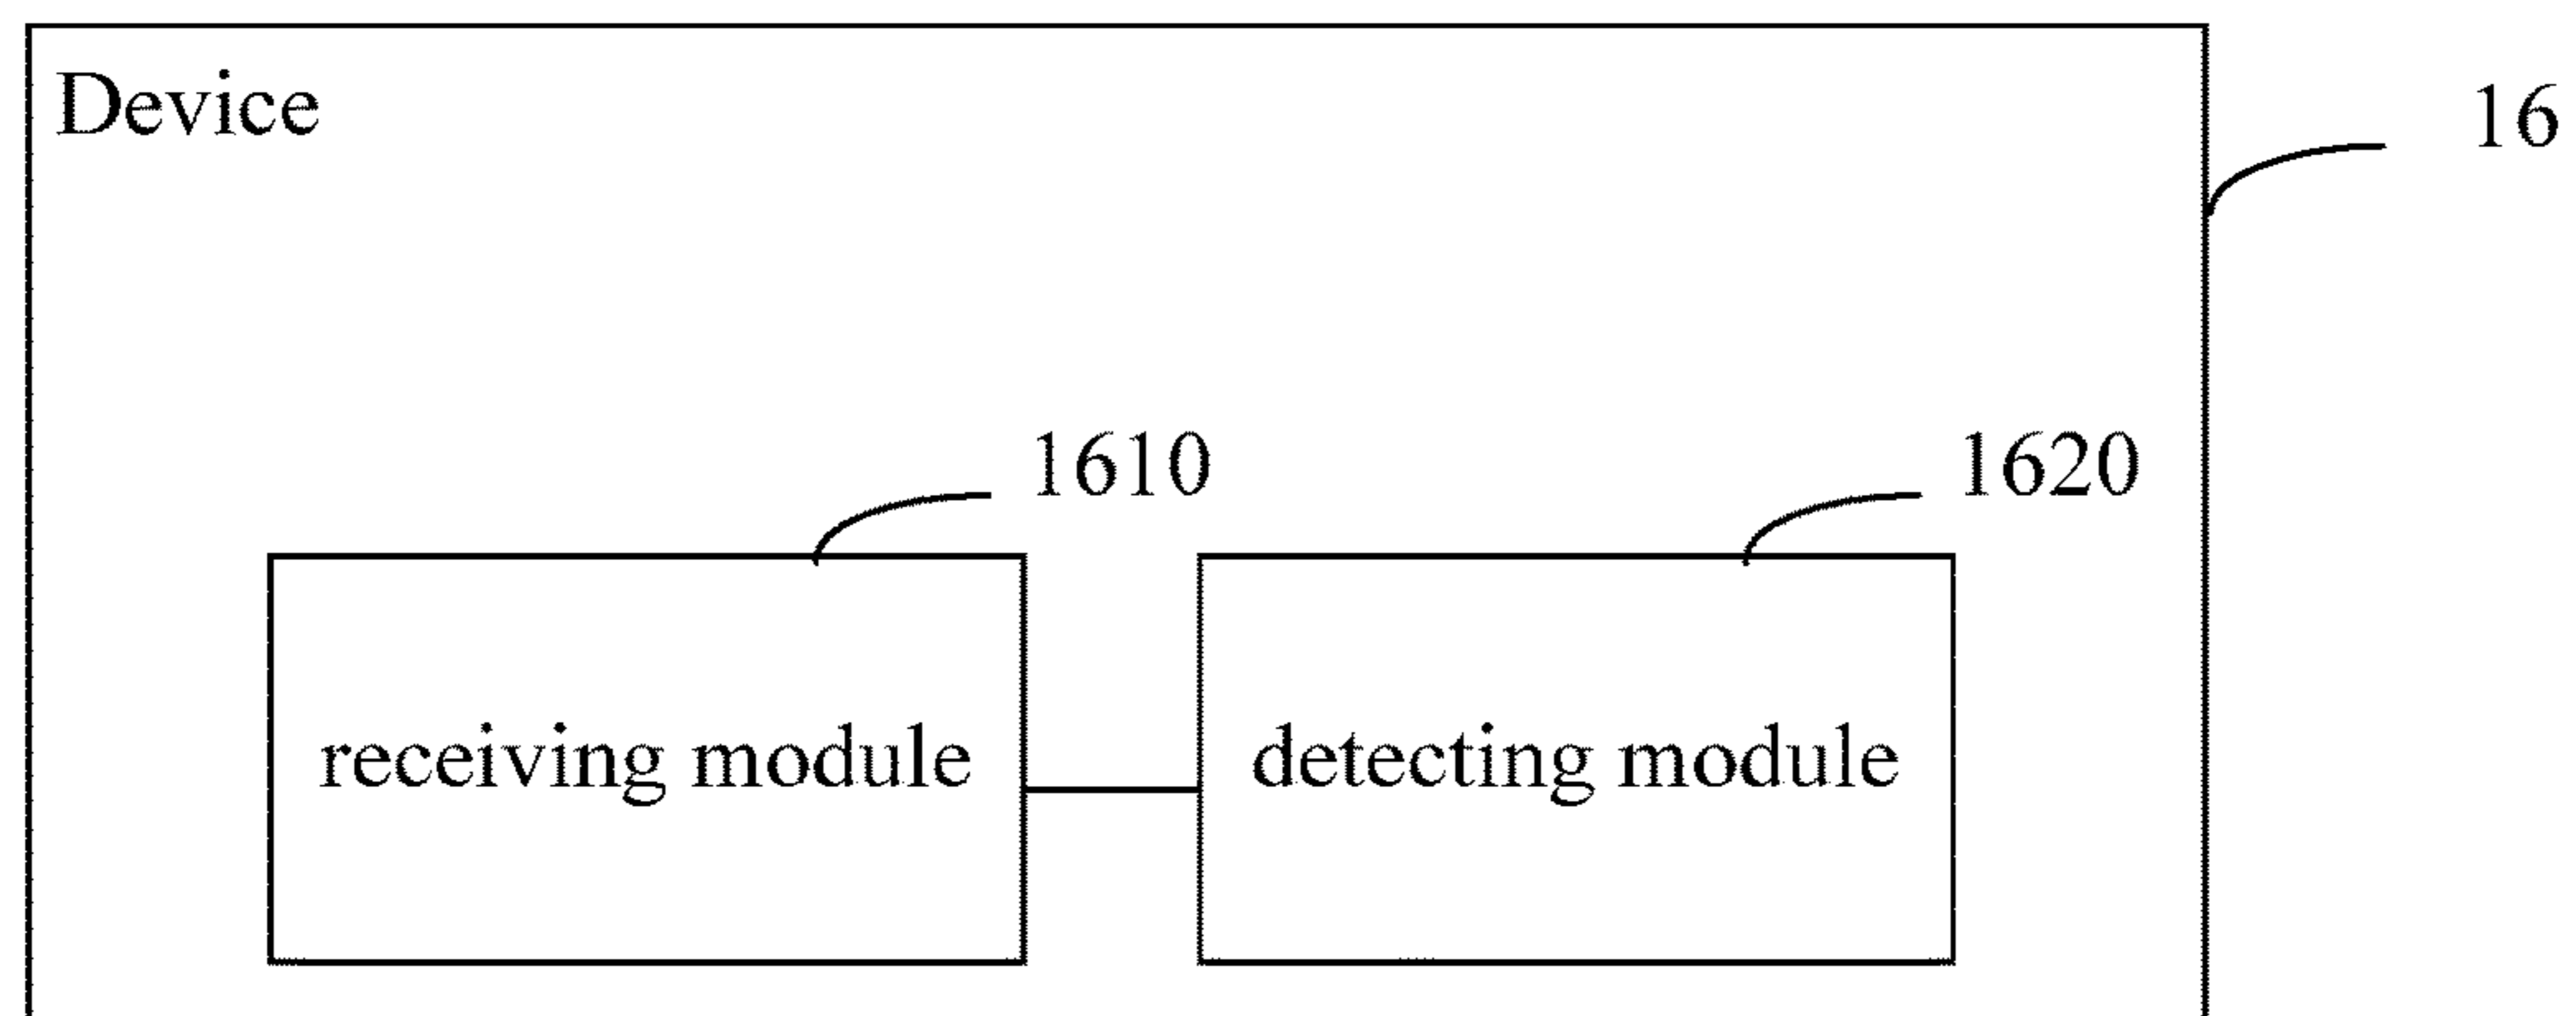 Device
16
1610
1620
receiving module
detecting module